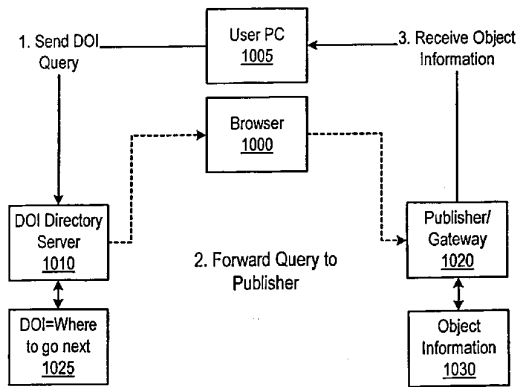 1. Send DOI
Query
User PC
1005
3. Receive Object
Information
Browser
1000
DOI Directory
Server
1010
Publisher/
Gateway
1020
2. Forward Query to
Publisher
DOI=Where
to go next
1025
Object
Information
1030